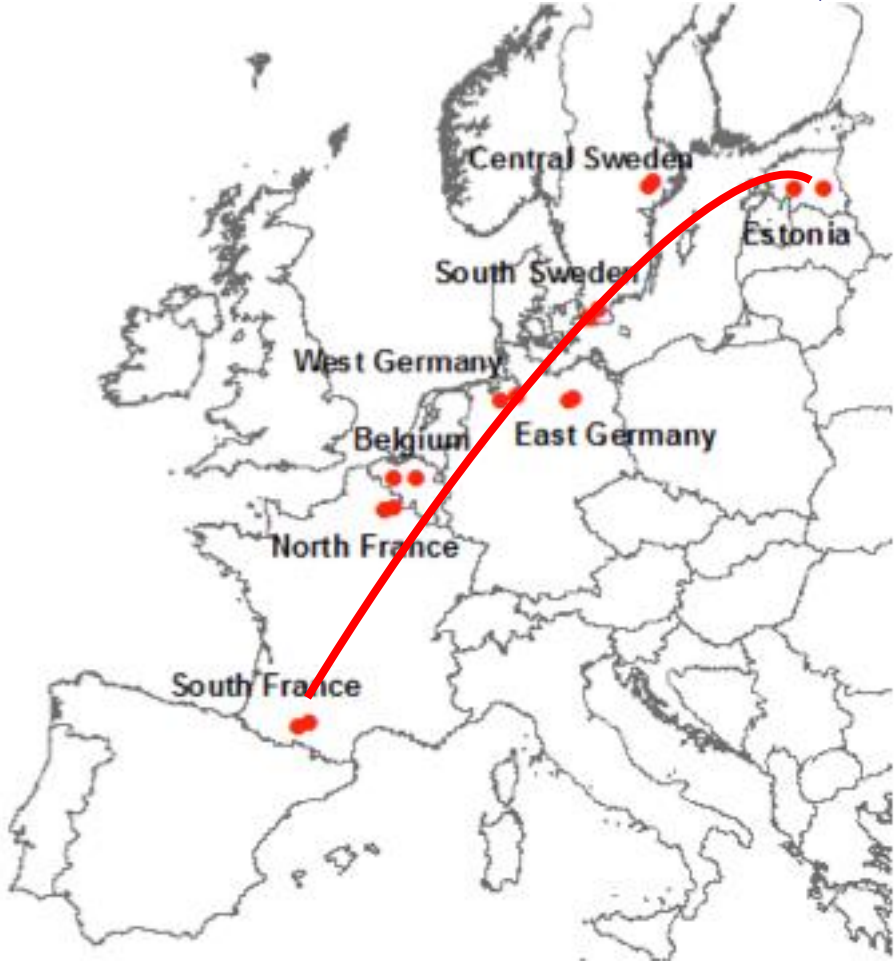 Central Sweden
Estonia
South Sweden
West Germany
Belgium
East Germany
North France
South France